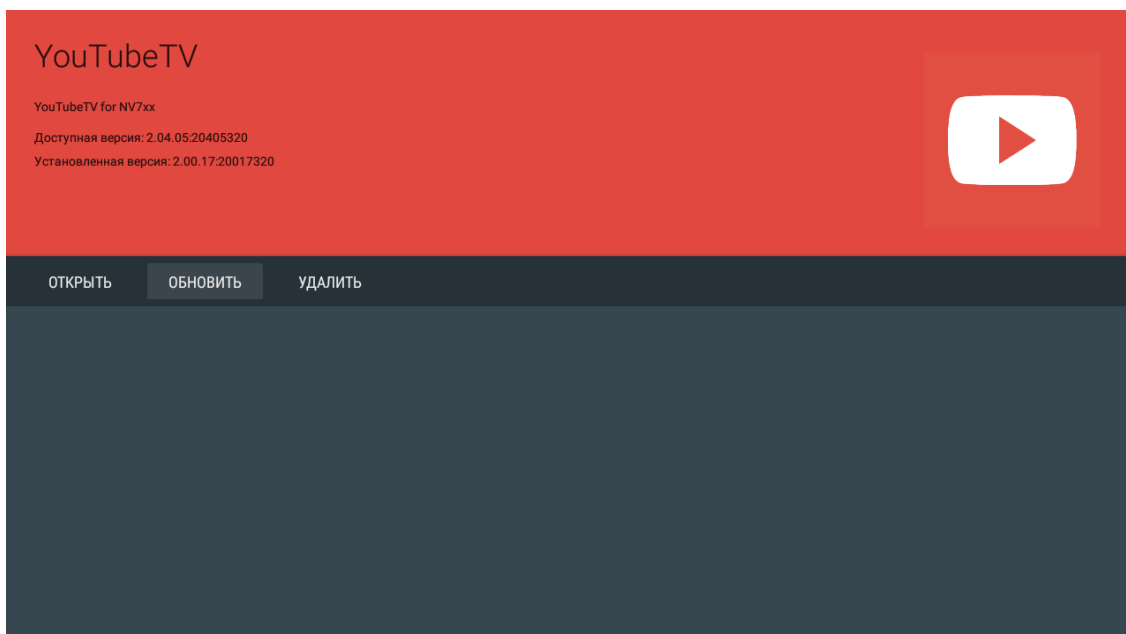 YouTubeTV
YouTubeTV for NV7xx
Доступная версия: 2.04.05:20405320
Установленная версия: 2.00.17:20017320
ОТКРЫТЬ ОБНОВИТЬ УДАЛИТЬ